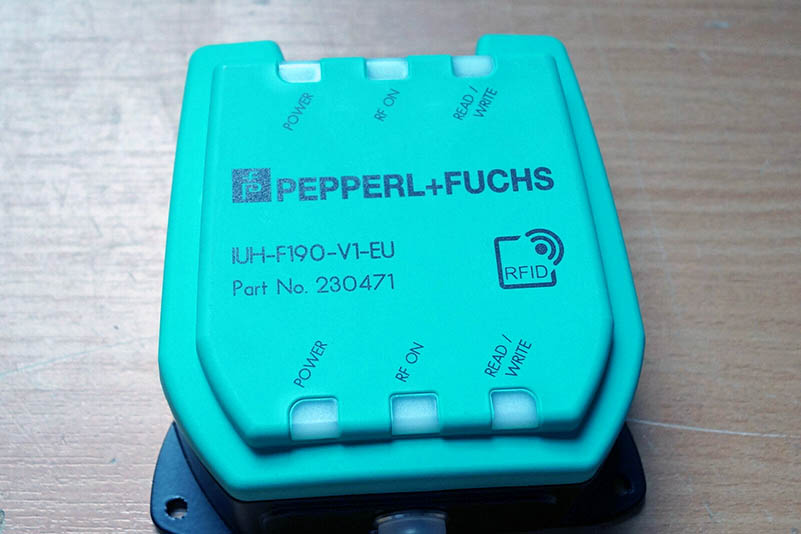 POWER
RF ON
READ /
WRITE
PEPPERL+FUCHS
IUH-F190-V1-EU
Part No. 230471
RFID
POWER
RF ON
READ /
WRITE